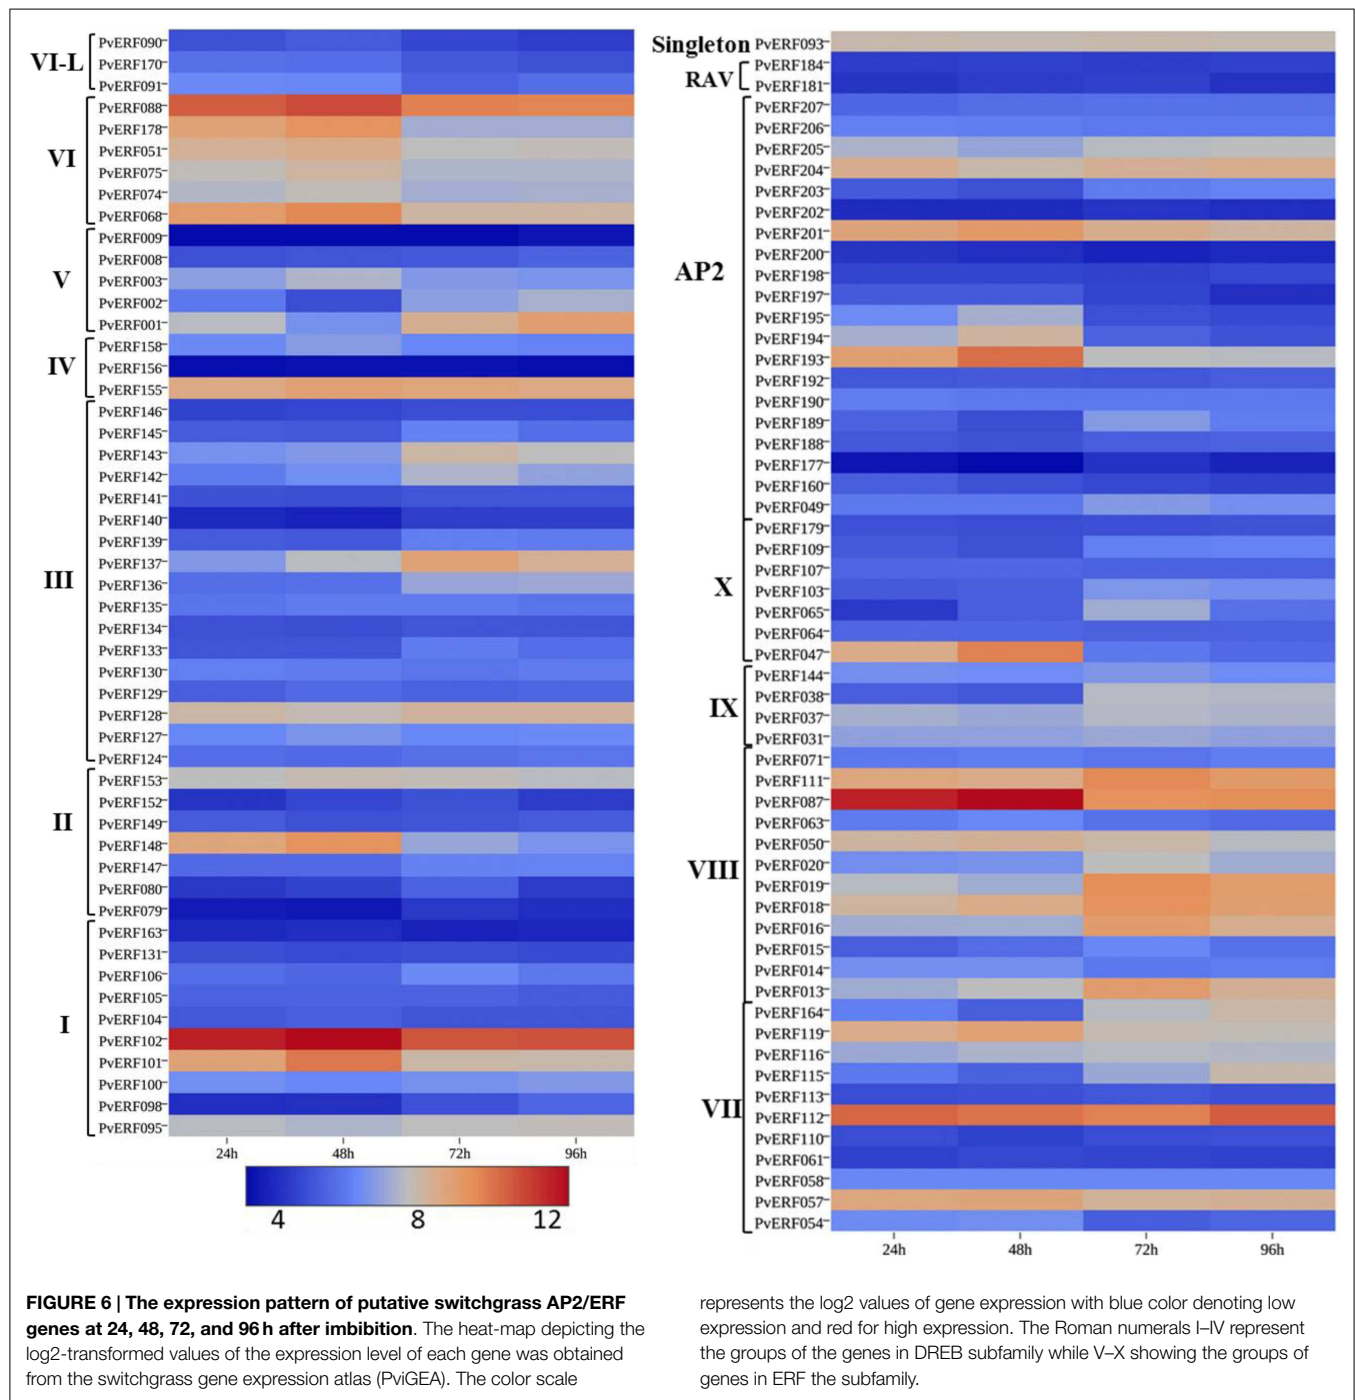 VI-L
PvERF090
PvERF170
PvERF091
VI
PvERF088
PvERF178
PvERF051
PvERF075
PvERF074
PvERF068
V
PvERF009
PvERF008
PvERF003
PvERF002
PvERF001
IV
PvERF158
PvERF156
PvERF155
III
PvERF146
PvERF145
PvERF143
PvERF142
PvERF141
PvERF140
PvERF139
PvERF137
PvERF136
PvERF135
PvERF134
PvERF133
PvERF130
PvERF129
PvERF128
PvERF127
PvERF124
II
PvERF153
PvERF152
PvERF149
PvERF148
PvERF147
PvERF080
PvERF079
I
PvERF163
PvERF131
PvERF106
PvERF105
PvERF104
PvERF102
PvERF101
PvERF100
PvERF098
PvERF095
24h 48h 72h 96h
4 8 12
Singleton
PvERF093
RAV
PvERF184
PvERF181
AP2
PvERF207
PvERF206
PvERF205
PvERF204
PvERF203
PvERF202
PvERF201
PvERF200
PvERF198
PvERF197
PvERF195
PvERF194
PvERF193
PvERF192
PvERF190
PvERF189
PvERF188
PvERF177
PvERF160
PvERF049
X
PvERF179
PvERF109
PvERF107
PvERF103
PvERF065
PvERF064
PvERF047
IX
PvERF144
PvERF038
PvERF037
PvERF031
VIII
PvERF071
PvERF111
PvERF087
PvERF063
PvERF050
PvERF020
PvERF019
PvERF018
PvERF016
PvERF015
PvERF014
PvERF013
VII
PvERF164
PvERF119
PvERF116
PvERF115
PvERF113
PvERF112
PvERF110
PvERF061
PvERF058
PvERF057
PvERF054
24h 48h 72h 96h
FIGURE 6 | The expression pattern of putative switchgrass AP2/ERF
genes at 24, 48, 72, and 96 h after imbibition. The heat-map depicting the
log2-transformed values of the expression level of each gene was obtained
from the switchgrass gene expression atlas (PviGEA). The color scale
represents the log2 values of gene expression with blue color denoting low
expression and red for high expression. The Roman numerals I–IV represent
the groups of the genes in DREB subfamily while V–X showing the groups of
genes in ERF the subfamily.